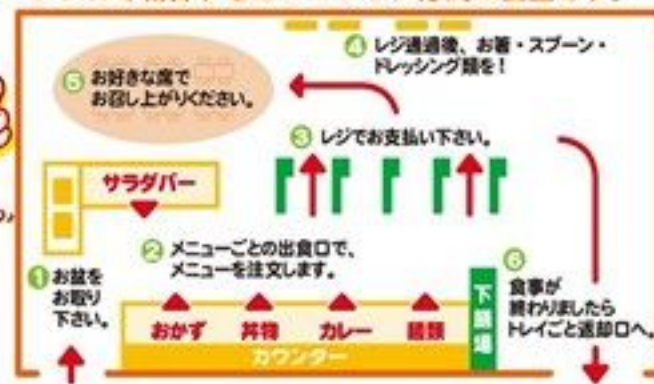 ④ レジ通過後、お箸・スプーン・
ドレッシング類を！
⑤ お好きな席で
お召し上がりください。
③ レジでお支払い下さい。
サラダバー
② メニューごとの出食口で、
メニューを注文します。
① お盆を
お取り
下さい。
おかず 丼物 カレー 麺類
カウンター
下膳場
⑥ 食事が
終わりましたら
トレイごと返却口へ。